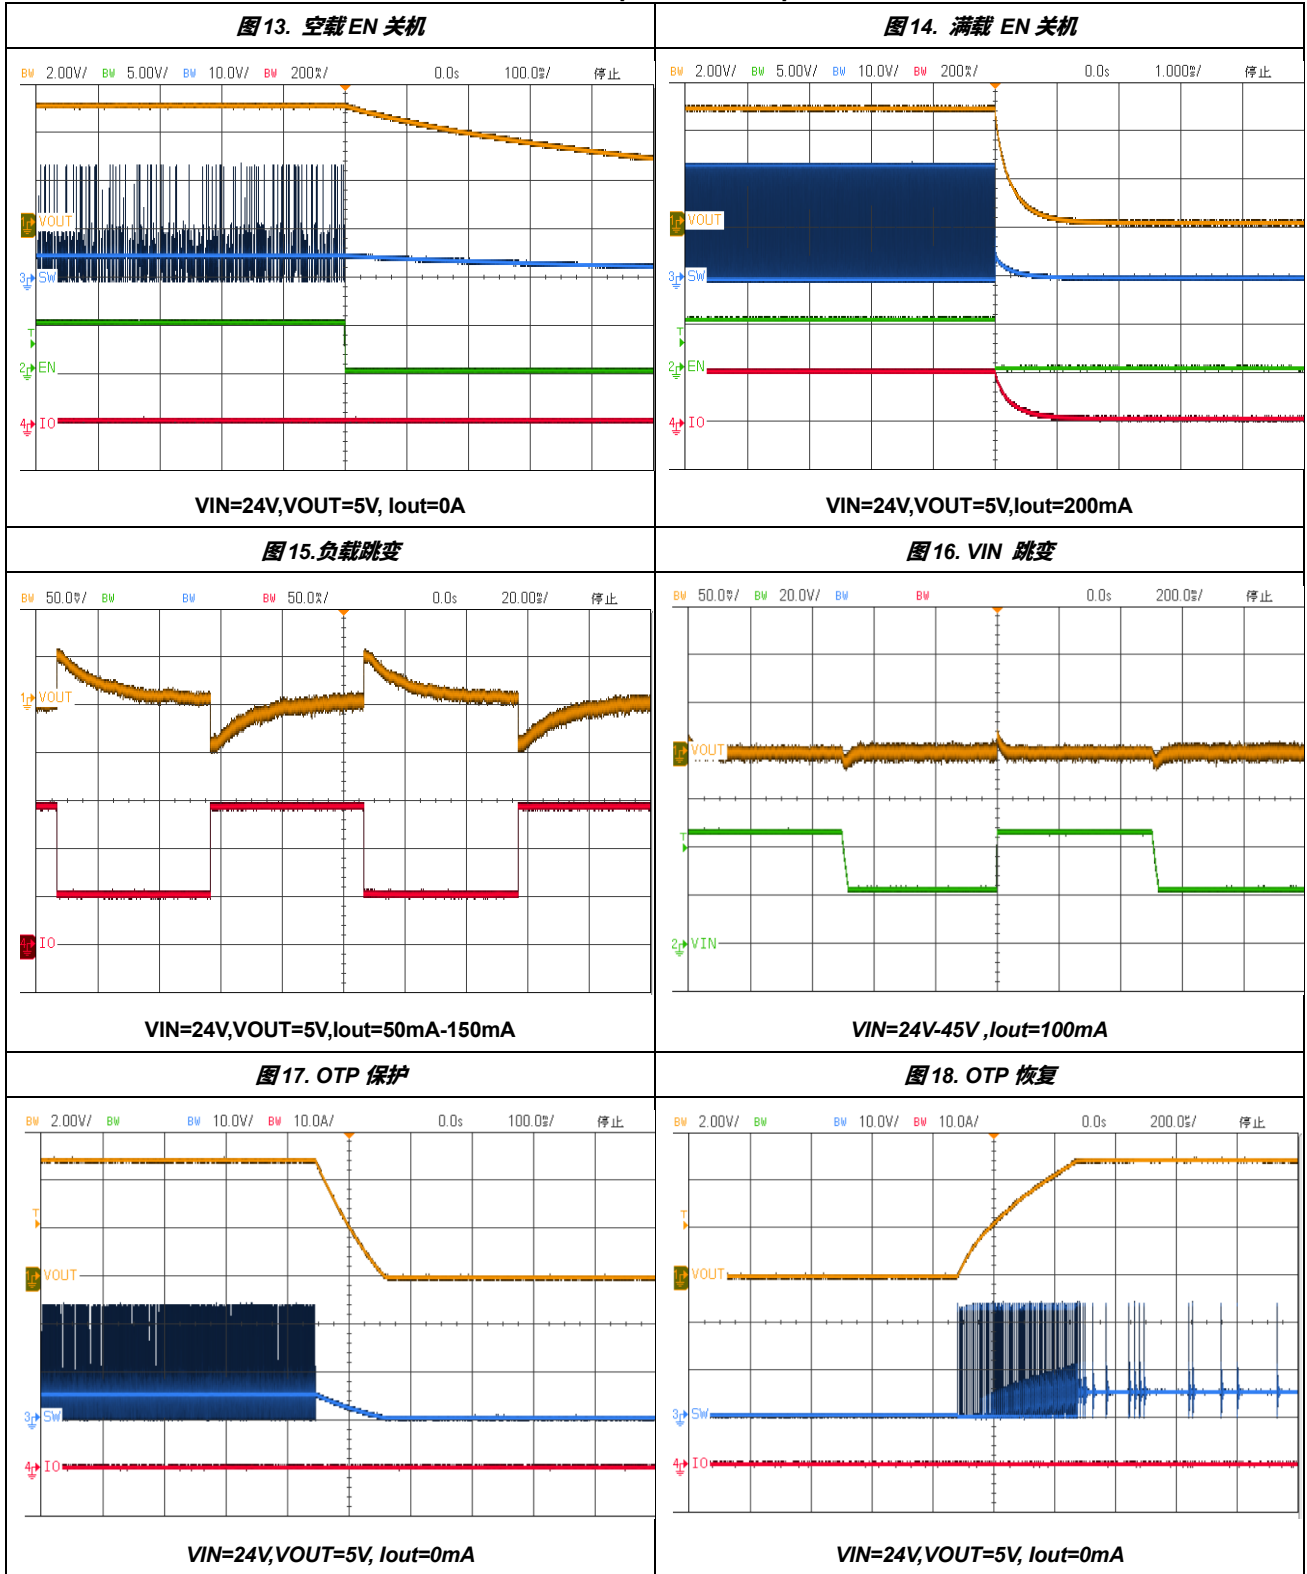 图13. 空载 EN 关机
图14. 满载 EN 关机
BW 2.00V/ BW 5.00V/ BW 10.0V/ BW 200%/ 0.0s 100.0ms/ 停止
VOUT
SW
EN
IO
BW 2.00V/ BW 5.00V/ BW 10.0V/ BW 200%/ 0.0s 1.000ms/ 停止
VOUT
SW
EN
IO
VIN=24V,VOUT=5V, Iout=0A
VIN=24V,VOUT=5V,Iout=200mA
图15.负载跳变
图16. VIN 跳变
BW 50.0%/ BW BW BW 50.0%/ 0.0s 20.00ms/ 停止
VOUT
IO
BW 50.0%/ BW 20.0V/ BW BW 0.0s 200.0ms/ 停止
VOUT
VIN
VIN=24V,VOUT=5V,Iout=50mA-150mA
VIN=24V-45V ,Iout=100mA
图17. OTP 保护
图18. OTP 恢复
BW 2.00V/ BW BW 10.0V/ BW 10.0A/ 0.0s 100.0ms/ 停止
VOUT
SW
IO
BW 2.00V/ BW BW 10.0V/ BW 10.0A/ 0.0s 200.0ms/ 停止
VOUT
SW
IO
VIN=24V,VOUT=5V, Iout=0mA
VIN=24V,VOUT=5V, Iout=0mA